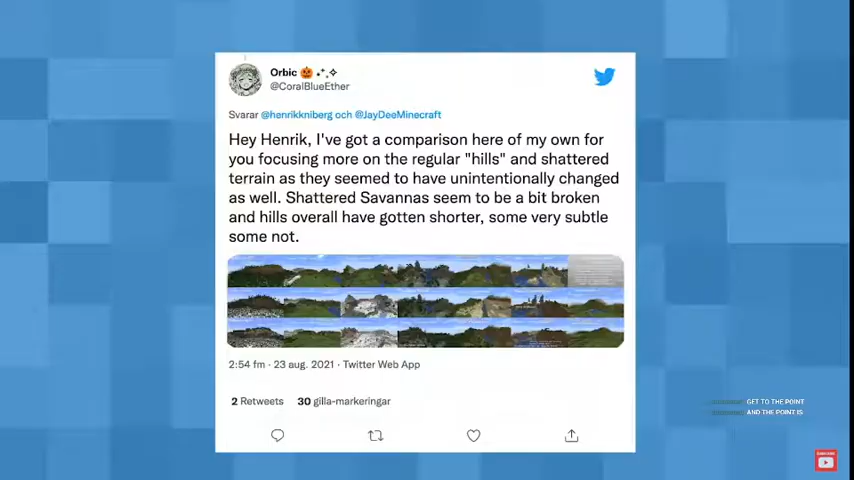 Orbic 🎃 .⋆˖✧
@CoralBlueEther
Svarar @henrikkniberg och @JayDeeMinecraft
Hey Henrik, I've got a comparison here of my own for
you focusing more on the regular "hills" and shattered
terrain as they seemed to have unintentionally changed
as well. Shattered Savannas seem to be a bit broken
and hills overall have gotten shorter, some very subtle
some not.
2:54 fm · 23 aug. 2021 · Twitter Web App
2 Retweets 30 gilla-markeringar
GET TO THE POINT
AND THE POINT IS